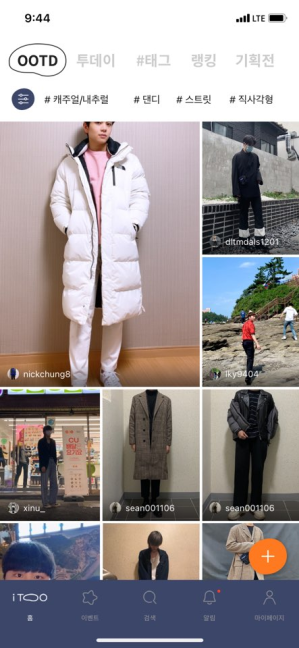 9:44
LTE
OOTD 투데이 #태그 랭킹 기획전
# 캐주얼/내추럴 # 댄디 # 스트릿 # 직사각형
dltmdals1201
nickchung8
lky9404
CU
xinu_
sean001106
sean001106
+
홈 이벤트 검색 알림 마이페이지